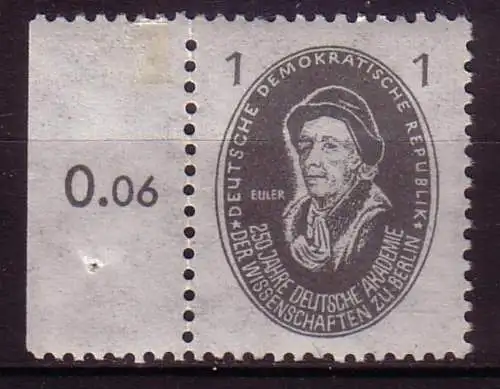 1 1
★ DEUTSCHE DEMOKRATISCHE REPUBLIK ★
EULER
250 JAHRE DEUTSCHE AKADEMIE
DER WISSENSCHAFTEN ZU BERLIN
0.06